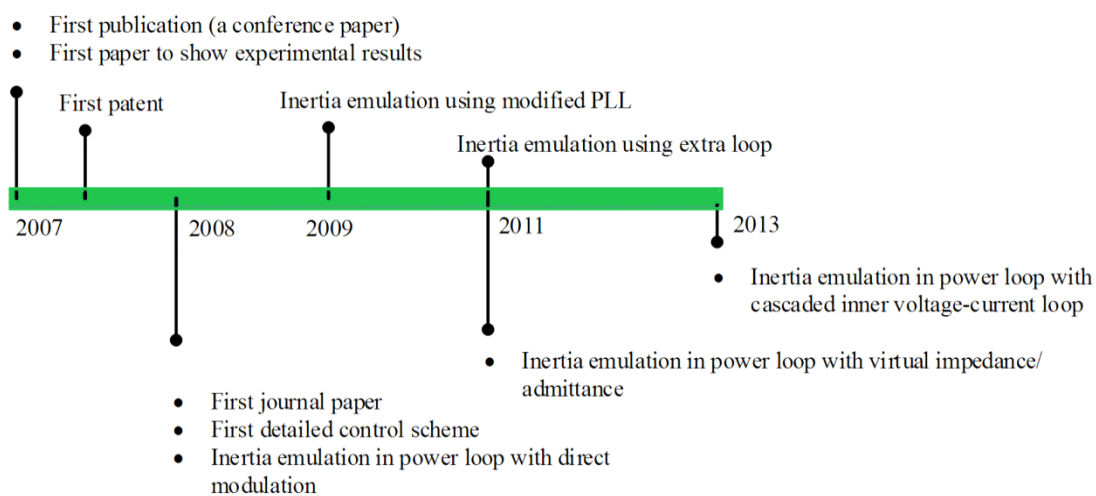 • First publication (a conference paper)
• First paper to show experimental results
First patent
Inertia emulation using modified PLL
Inertia emulation using extra loop
2007
2008
2009
2011
2013
• Inertia emulation in power loop with
cascaded inner voltage-current loop
• Inertia emulation in power loop with virtual impedance/
admittance
• First journal paper
• First detailed control scheme
• Inertia emulation in power loop with direct
modulation